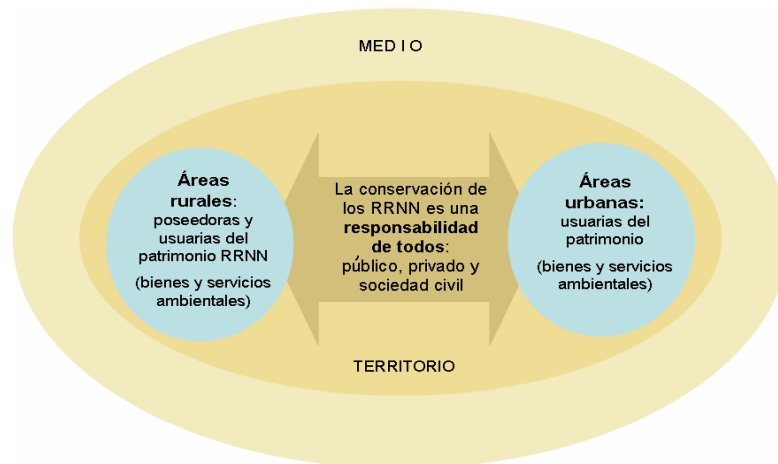 MED I O
Áreas
rurales:
poseedoras y
usuarias del
patrimonio RRNN
(bienes y servicios
ambientales)
La conservación de
los RRNN es una
responsabilidad
de todos:
público, privado y
sociedad civil
Áreas
urbanas:
usuarias del
patrimonio
(bienes y servicios
ambientales)
TERRITORIO